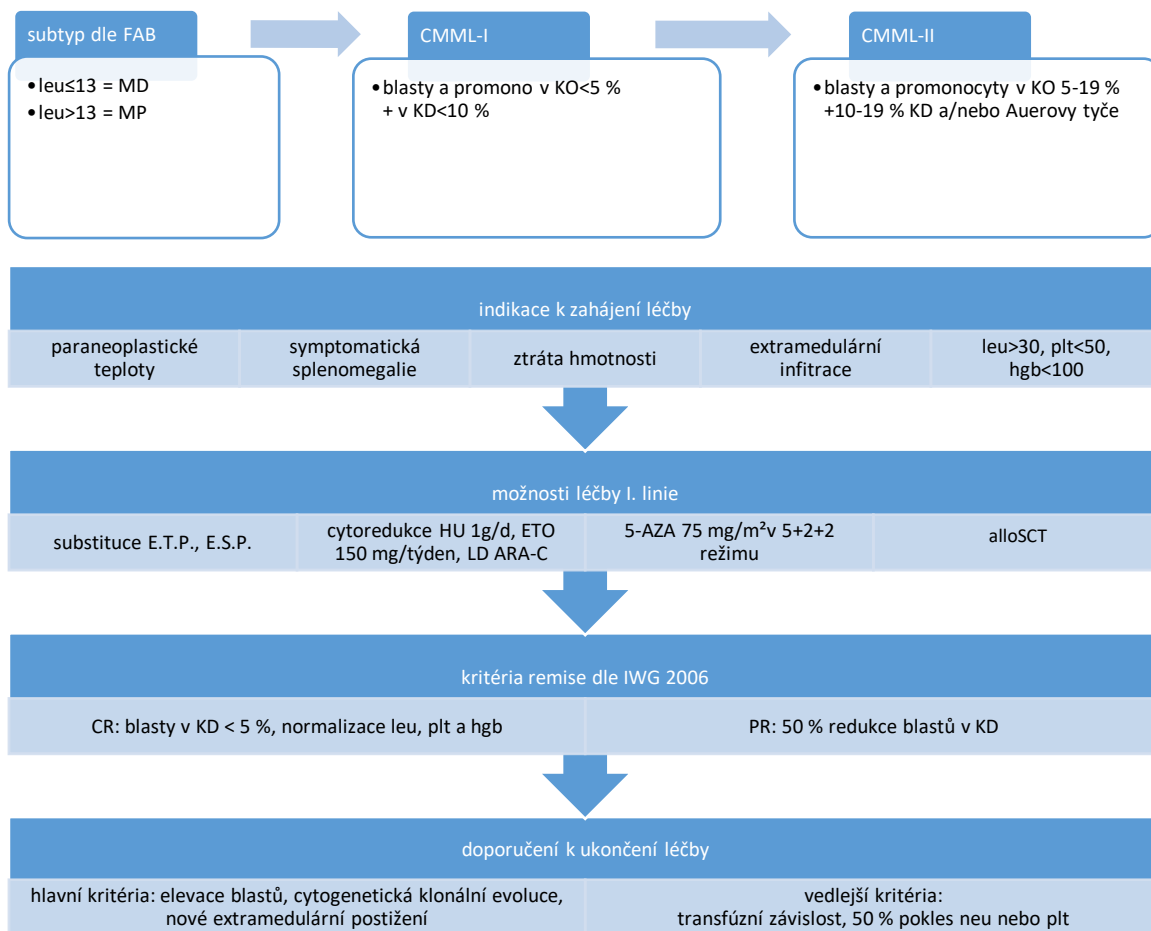 subtyp dle FAB
•leu≤13 = MD
•leu>13 = MP
CMML-I
•blasty a promono v KO<5 %
+ v KD<10 %
CMML-II
•blasty a promonocyty v KO 5-19 %
+10-19 % KD a/nebo Auerovy tyče
indikace k zahájení léčby
paraneoplastické
teploty
symptomatická
splenomegalie
ztráta hmotnosti
extramedulární
infitrace
leu>30, plt<50,
hgb<100
možnosti léčby I. linie
substituce E.T.P., E.S.P.
cytoredukce HU 1g/d, ETO
150 mg/týden, LD ARA-C
5-AZA 75 mg/m²v 5+2+2
režimu
alloSCT
kritéria remise dle IWG 2006
CR: blasty v KD < 5 %, normalizace leu, plt a hgb
PR: 50 % redukce blastů v KD
doporučení k ukončení léčby
hlavní kritéria: elevace blastů, cytogenetická klonální evoluce,
nové extramedulární postižení
vedlejší kritéria:
transfúzní závislost, 50 % pokles neu nebo plt